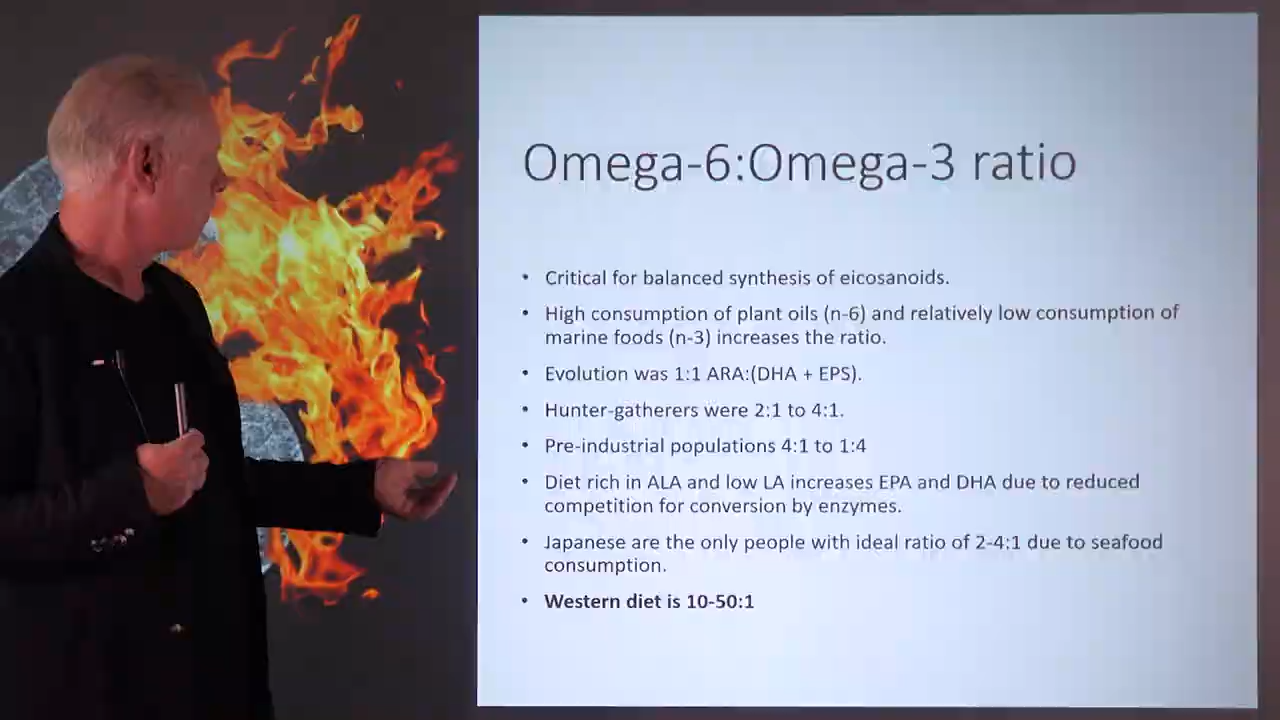 Omega-6:Omega-3 ratio
• Critical for balanced synthesis of eicosanoids.
• High consumption of plant oils (n-6) and relatively low consumption of
marine foods (n-3) increases the ratio.
• Evolution was 1:1 ARA:(DHA + EPS).
• Hunter-gatherers were 2:1 to 4:1.
• Pre-industrial populations 4:1 to 1:4
• Diet rich in ALA and low LA increases EPA and DHA due to reduced
competition for conversion by enzymes.
• Japanese are the only people with ideal ratio of 2-4:1 due to seafood
consumption.
• Western diet is 10-50:1